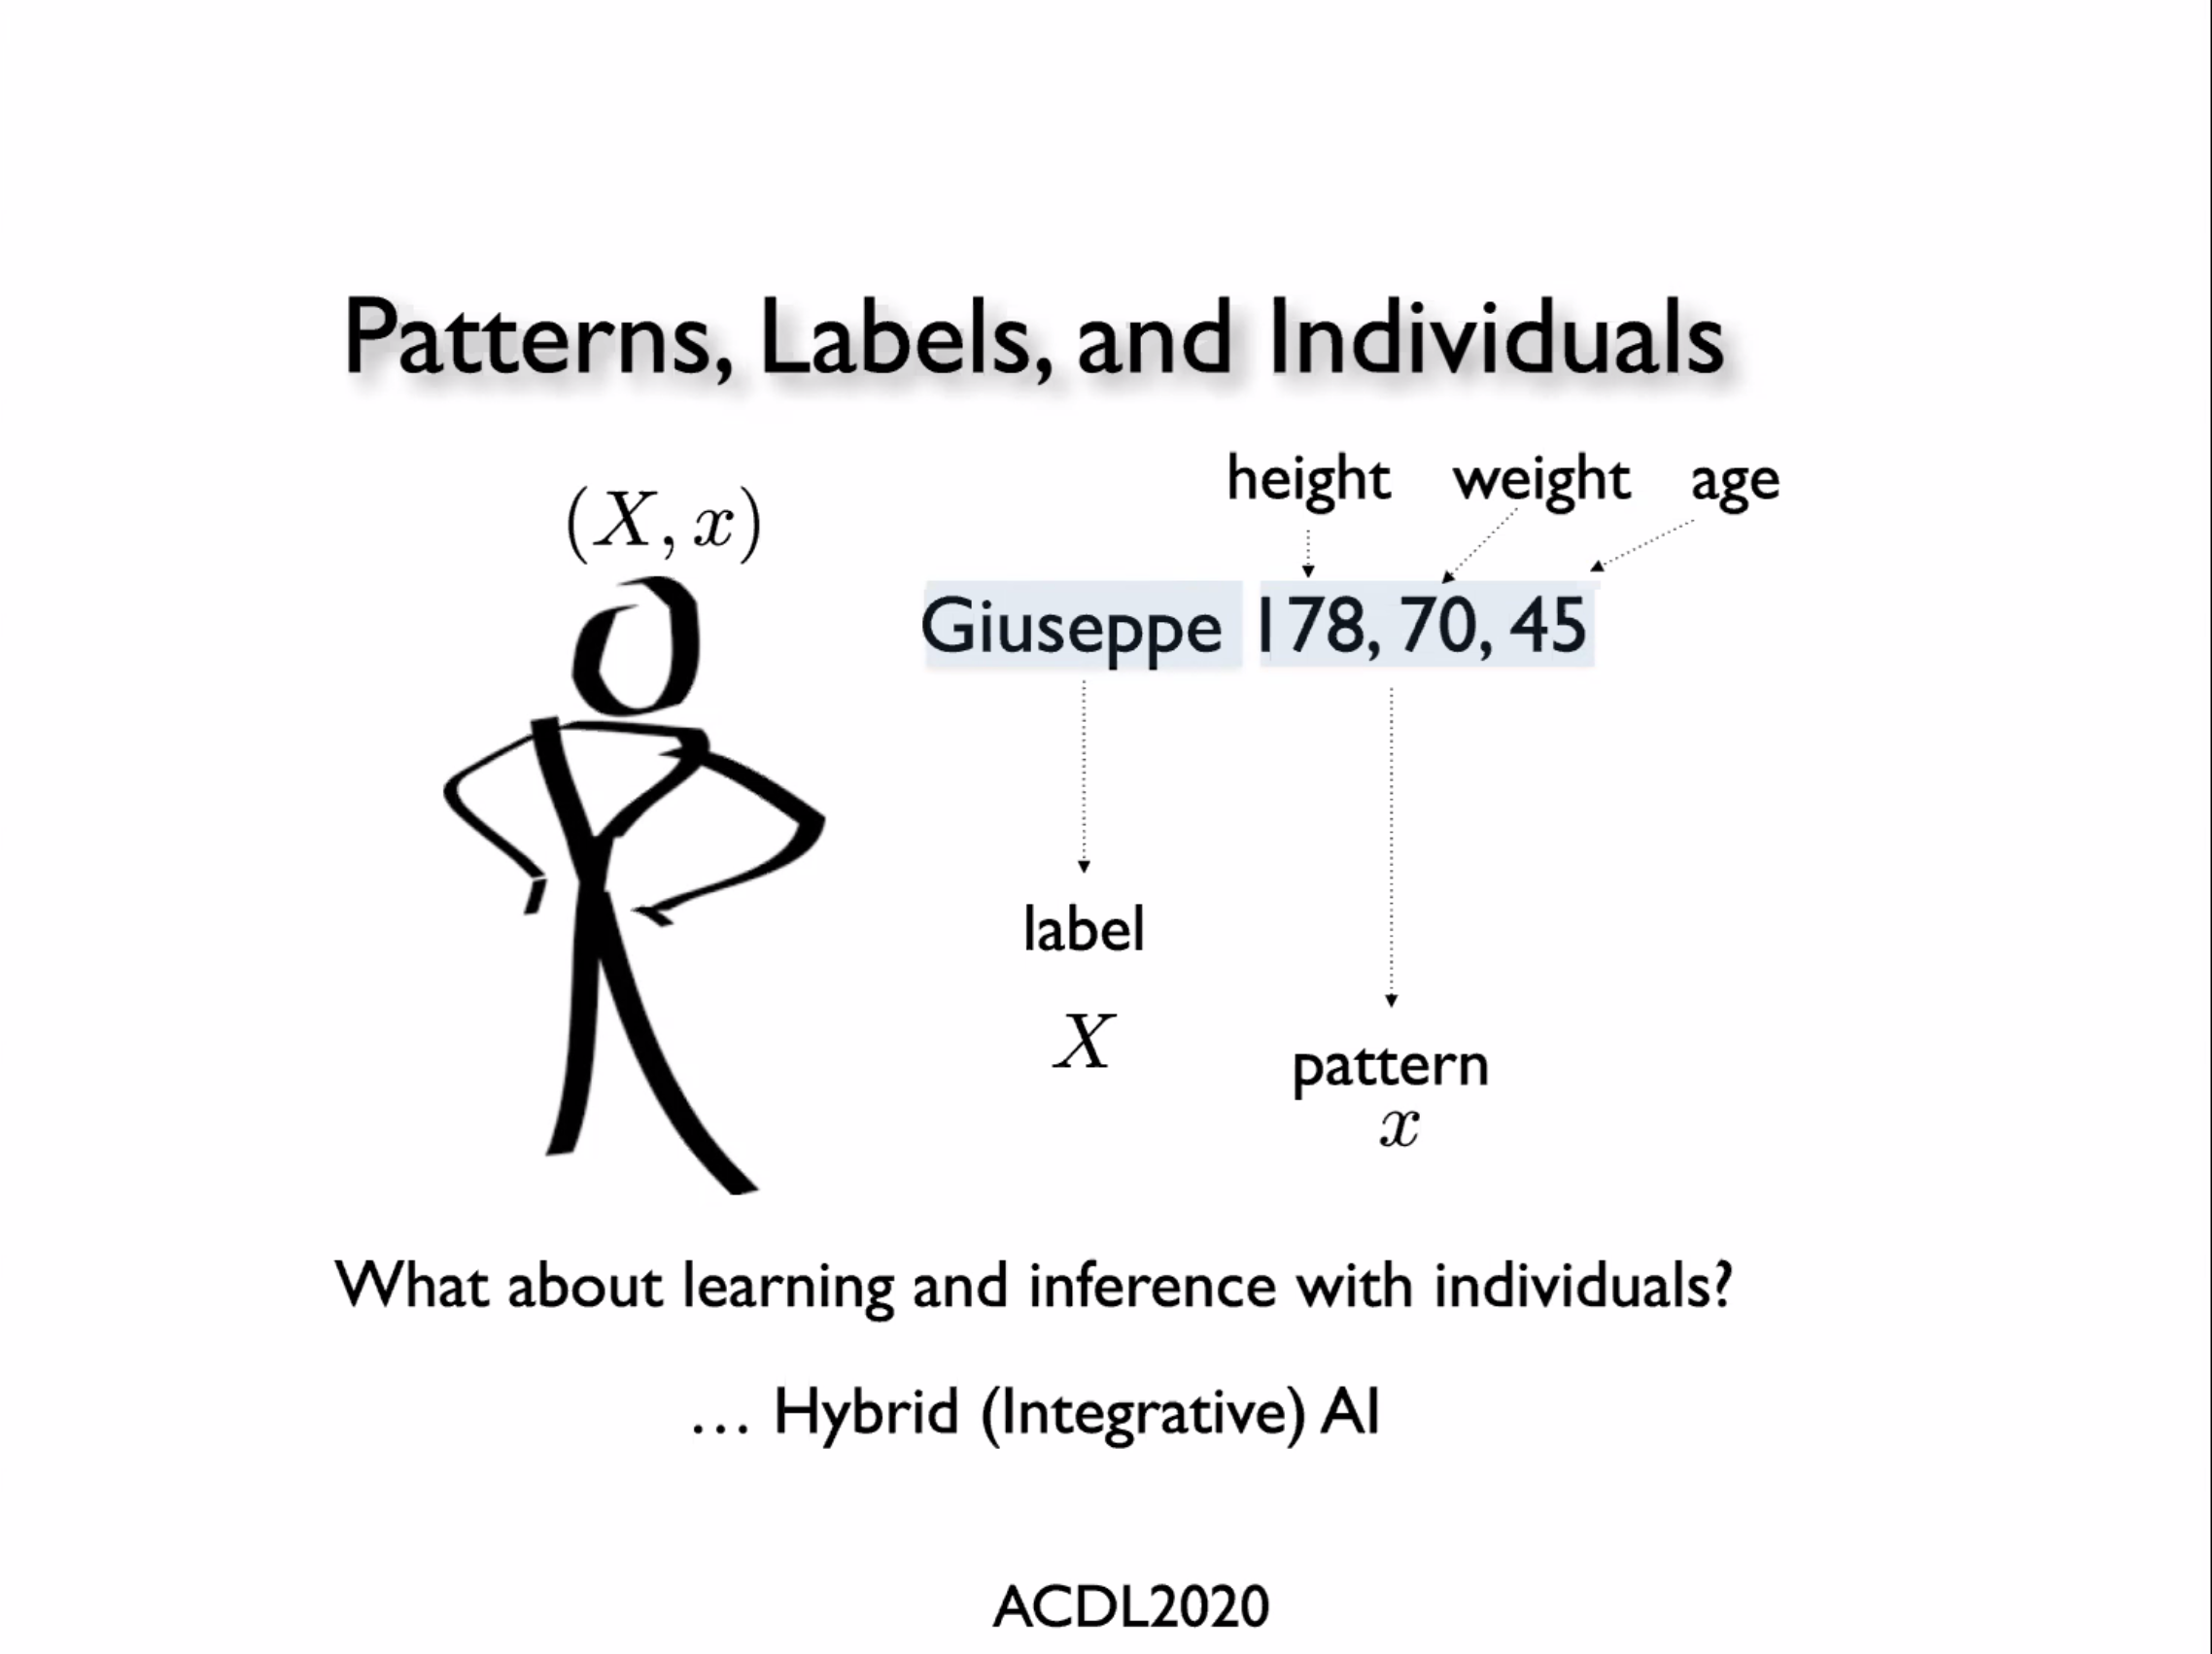 Patterns, Labels, and Individuals
height weight age
(X, x)
Giuseppe 178, 70, 45
label
X
pattern
x
What about learning and inference with individuals?
… Hybrid (Integrative) AI
ACDL2020